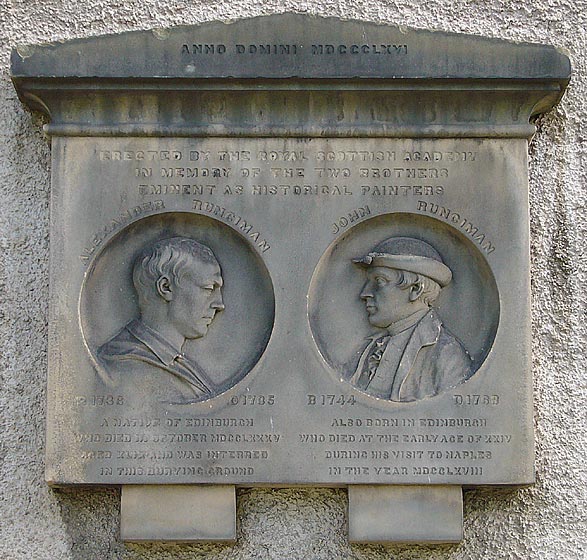 ANNO DOMINI MDCCCLXVI
ERECTED BY THE ROYAL SCOTTISH ACADEMY
IN MEMORY OF THE TWO BROTHERS
EMINENT AS HISTORICAL PAINTERS
ALEXANDER RUNCIMAN
B 1736 D 1785
A NATIVE OF EDINBURGH
WHO DIED IN OCTOBER MDCCLXXXV
AGED XLIX AND WAS INTERRED
IN THIS BURYING GROUND
JOHN RUNCIMAN
B 1744 D 1768
ALSO BORN IN EDINBURGH
WHO DIED AT THE EARLY AGE OF XXIV
DURING HIS VISIT TO NAPLES
IN THE YEAR MDCCLXVIII